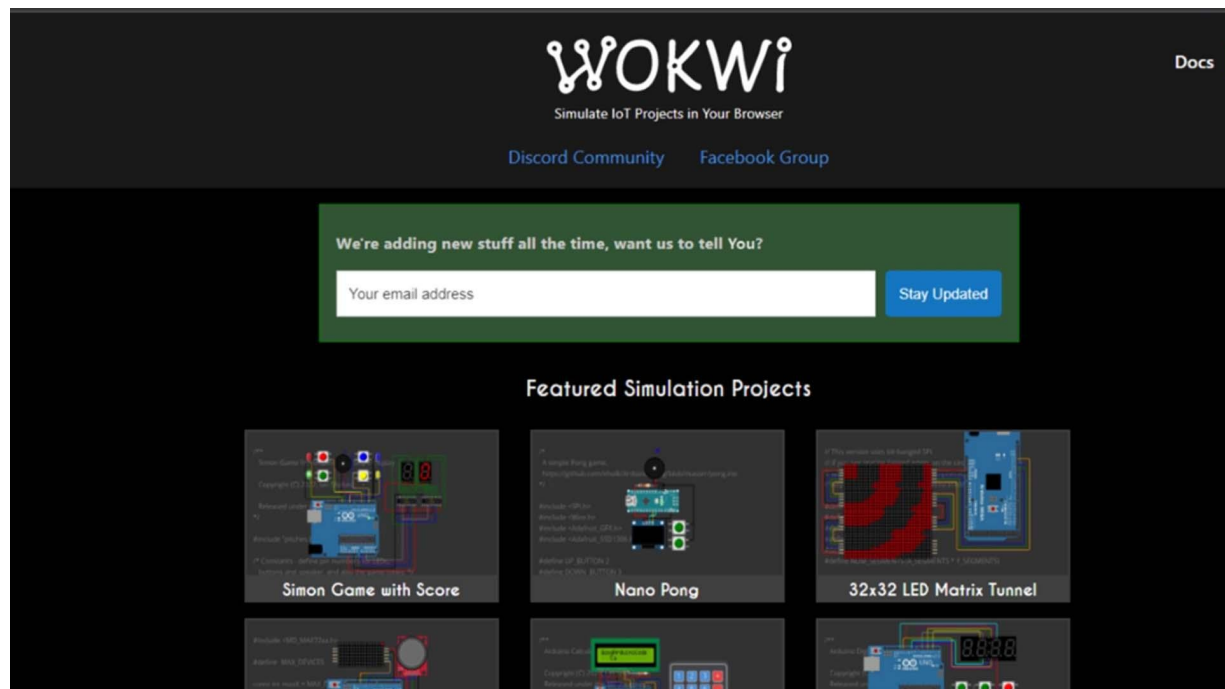 WOKWi
Simulate IoT Projects in Your Browser
Docs
Discord Community Facebook Group
We're adding new stuff all the time, want us to tell You?
Your email address Stay Updated
Featured Simulation Projects
Simon Game with Score
Nano Pong
32x32 LED Matrix Tunnel